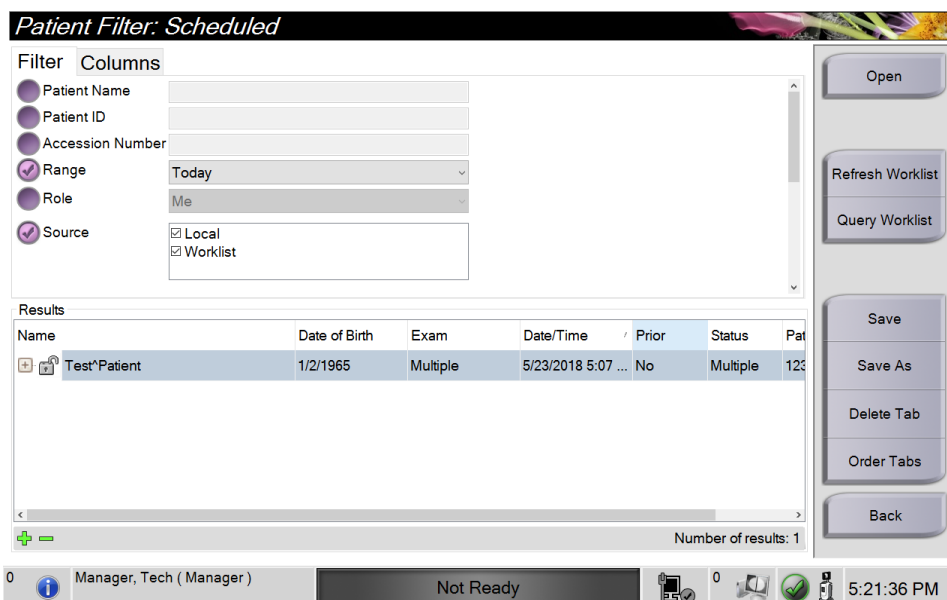 Patient Filter: Scheduled
Filter Columns
Patient Name
Patient ID
Accession Number
Range Today
Role Me
Source
Local
Worklist
Open
Refresh Worklist
Query Worklist
Save
Save As
Delete Tab
Order Tabs
Back
Results
Name Date of Birth Exam Date/Time Prior Status Pat
Test^Patient 1/2/1965 Multiple 5/23/2018 5:07 ... No Multiple 123
Number of results: 1
0 Manager, Tech ( Manager ) Not Ready 0 5:21:36 PM